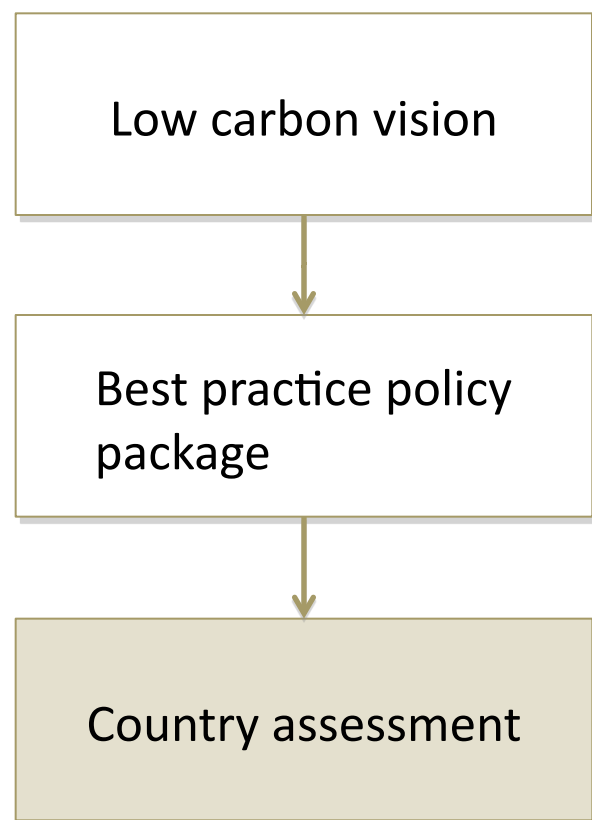 Low carbon vision
Best practice policy
package
Country assessment